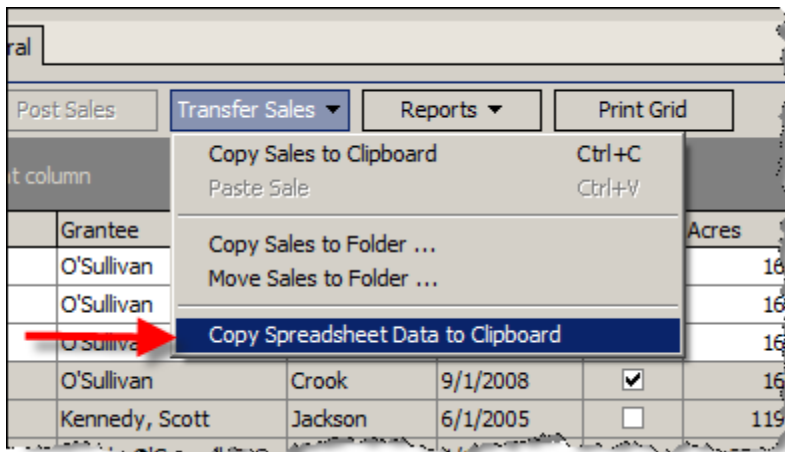 ral
Post Sales Transfer Sales Reports Print Grid
Copy Sales to Clipboard Ctrl+C
Paste Sale Ctrl+V
column
Copy Sales to Folder ...
Move Sales to Folder ...
Copy Spreadsheet Data to Clipboard
Grantee Acres
O'Sullivan 16
O'Sullivan 16
O'Sulliva 16
O'Sullivan Crook 9/1/2008 16
Kennedy, Scott Jackson 6/1/2005 119